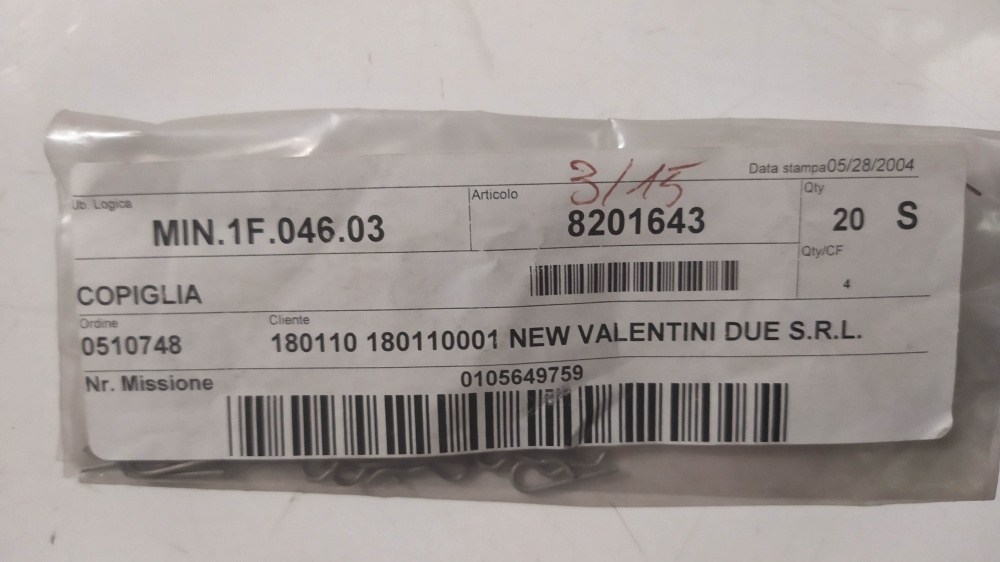 3/15
Data stampa05/28/2004
Ub. Logica
MIN.1F.046.03
Articolo
8201643
Qty
20 S
Qty/CF
4
COPIGLIA
Ordine
0510748
Cliente
180110 180110001 NEW VALENTINI DUE S.R.L.
Nr. Missione
0105649759